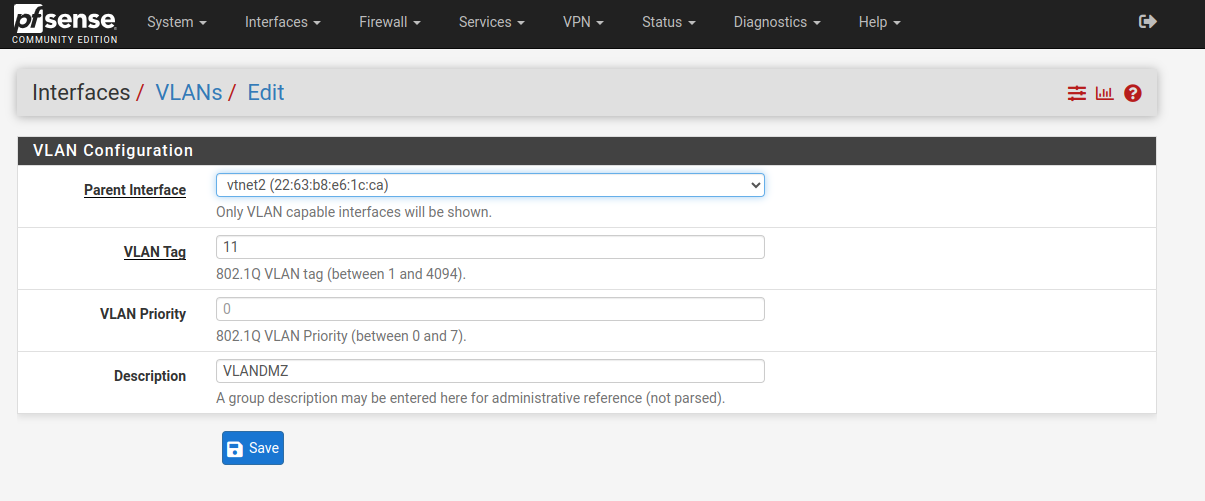 pfsense
COMMUNITY EDITION
System Interfaces Firewall Services VPN Status Diagnostics Help
Interfaces / VLANs / Edit
VLAN Configuration
Parent Interface vtnet2 (22:63:b8:e6:1c:ca)
Only VLAN capable interfaces will be shown.
VLAN Tag 11
802.1Q VLAN tag (between 1 and 4094).
VLAN Priority 0
802.1Q VLAN Priority (between 0 and 7).
Description VLANDMZ
A group description may be entered here for administrative reference (not parsed).
Save